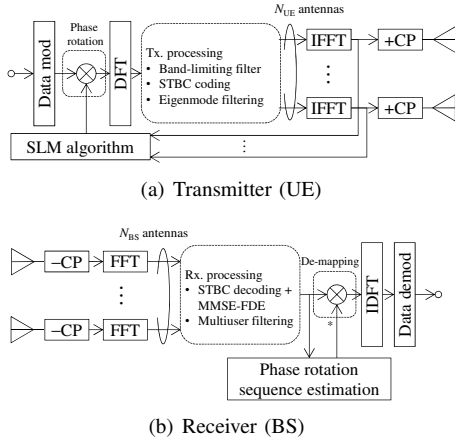 N_UE antennas
Phase
rotation
Data mod
DFT
Tx. processing
• Band-limiting filter
• STBC coding
• Eigenmode filtering
IFFT
+CP
⋮
⋮
IFFT
+CP
SLM algorithm
⋮
(a) Transmitter (UE)
N_BS antennas
−CP
FFT
⋮
⋮
−CP
FFT
Rx. processing
• STBC decoding +
MMSE-FDE
• Multiuser filtering
De-mapping
*
IDFT
Data demod
Phase rotation
sequence estimation
(b) Receiver (BS)